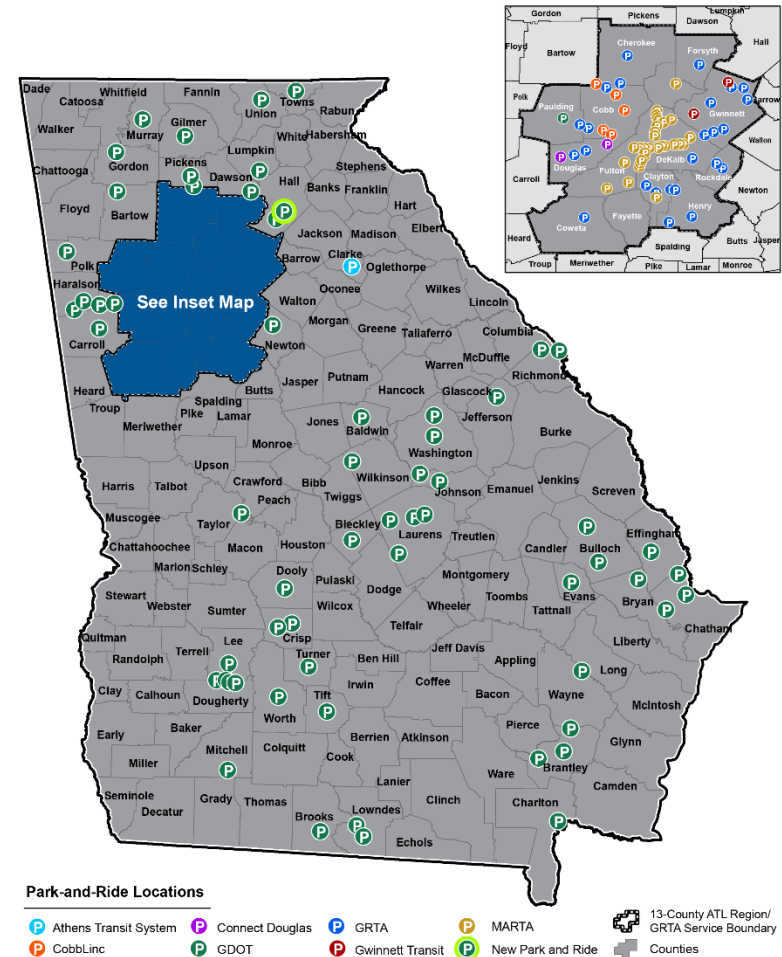 Gordon
Pickens
Lumpkin
Dawson
Floyd
Bartow
Cherokee
Forsyth
Hall
Polk
Paulding
Cobb
Gwinnett
Barrow
Walton
Douglas
Fulton
DeKalb
Rockdale
Carroll
Clayton
Newton
Coweta
Fayette
Henry
Heard
Spalding
Butts
Jasper
Troup
Meriwether
Pike
Lamar
Monroe
Dade
Catoosa
Whitfield
Fannin
Union
Towns
Rabun
Walker
Murray
Gilmer
White
Habersham
Chattooga
Gordon
Pickens
Lumpkin
Dawson
Stephens
Floyd
Bartow
Hall
Banks
Franklin
Hart
Jackson
Madison
Elbert
Polk
Barrow
Clarke
Oglethorpe
Haralson
See Inset Map
Oconee
Walton
Wilkes
Lincoln
Morgan
Greene
Taliaferro
Columbia
Carroll
Newton
McDuffie
Warren
Richmond
Heard
Butts
Jasper
Putnam
Hancock
Glascock
Troup
Spalding
Pike
Lamar
Meriwether
Jones
Baldwin
Jefferson
Monroe
Washington
Burke
Upson
Harris
Talbot
Crawford
Bibb
Wilkinson
Peach
Twiggs
Johnson
Emanuel
Jenkins
Screven
Muscogee
Taylor
Bleckley
Laurens
Treutlen
Effingham
Chattahoochee
Macon
Houston
Candler
Bulloch
Marion
Schley
Dooly
Pulaski
Montgomery
Stewart
Webster
Sumter
Wilcox
Dodge
Wheeler
Toombs
Evans
Tattnall
Bryan
Chatham
Quitman
Lee
Crisp
Telfair
Liberty
Randolph
Terrell
Turner
Ben Hill
Jeff Davis
Appling
Long
Clay
Calhoun
Dougherty
Worth
Tift
Irwin
Coffee
Bacon
Wayne
McIntosh
Early
Baker
Mitchell
Colquitt
Berrien
Atkinson
Pierce
Glynn
Miller
Cook
Ware
Brantley
Lanier
Camden
Seminole
Decatur
Grady
Thomas
Brooks
Lowndes
Clinch
Charlton
Echols
Park-and-Ride Locations
P Athens Transit System
P Connect Douglas
P GRTA
P MARTA
13-County ATL Region/
GRTA Service Boundary
P CobbLinc
P GDOT
P Gwinnett Transit
P New Park and Ride
Counties